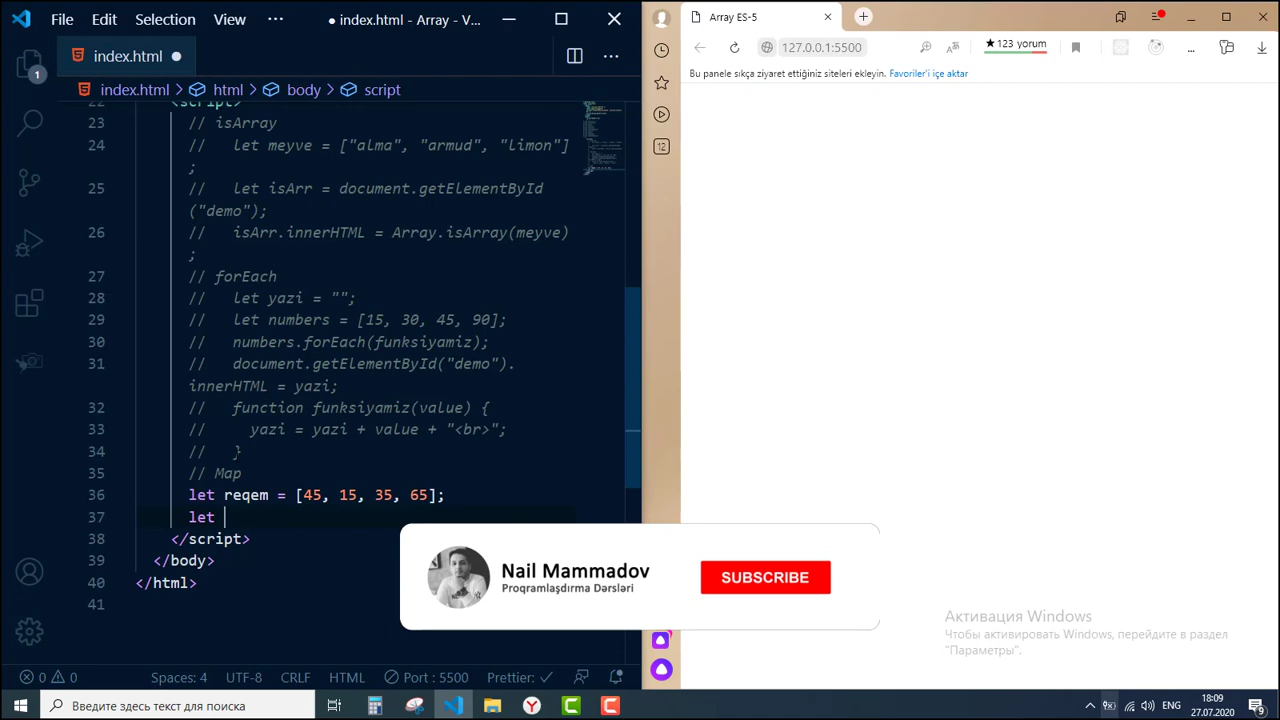 File Edit Selection View ··· ● index.html - Array - V...
index.html ●
index.html > html > body > script
1
22 <script>
23 // isArray
24 //   let meyve = ["alma", "armud", "limon"]
;
25 //   let isArr = document.getElementById
("demo");
26 //   isArr.innerHTML = Array.isArray(meyve)
;
27 // forEach
28 //   let yazi = "";
29 //   let numbers = [15, 30, 45, 90];
30 //   numbers.forEach(funksiyamiz);
31 //   document.getElementById("demo").
innerHTML = yazi;
32 //   function funksiyamiz(value) {
33 //     yazi = yazi + value + "<br>";
34 //   }
35 // Map
36 let reqem = [45, 15, 35, 65];
37 let
38 </script>
39 </body>
40 </html>
41
0 0 Spaces: 4 UTF-8 CRLF HTML Port : 5500 Prettier: ✓
Array ES-5
127.0.0.1:5500 ★123 yorum ...
Bu panele sıkça ziyaret ettiğiniz siteleri ekleyin. Favoriler'i içe aktar
12
Nail Mammadov
Proqramlaşdırma Dərsləri
SUBSCRIBE
Активация Windows
Чтобы активировать Windows, перейдите в раздел
"Параметры".
Введите здесь текст для поиска
ENG
18:09
27.07.2020
9